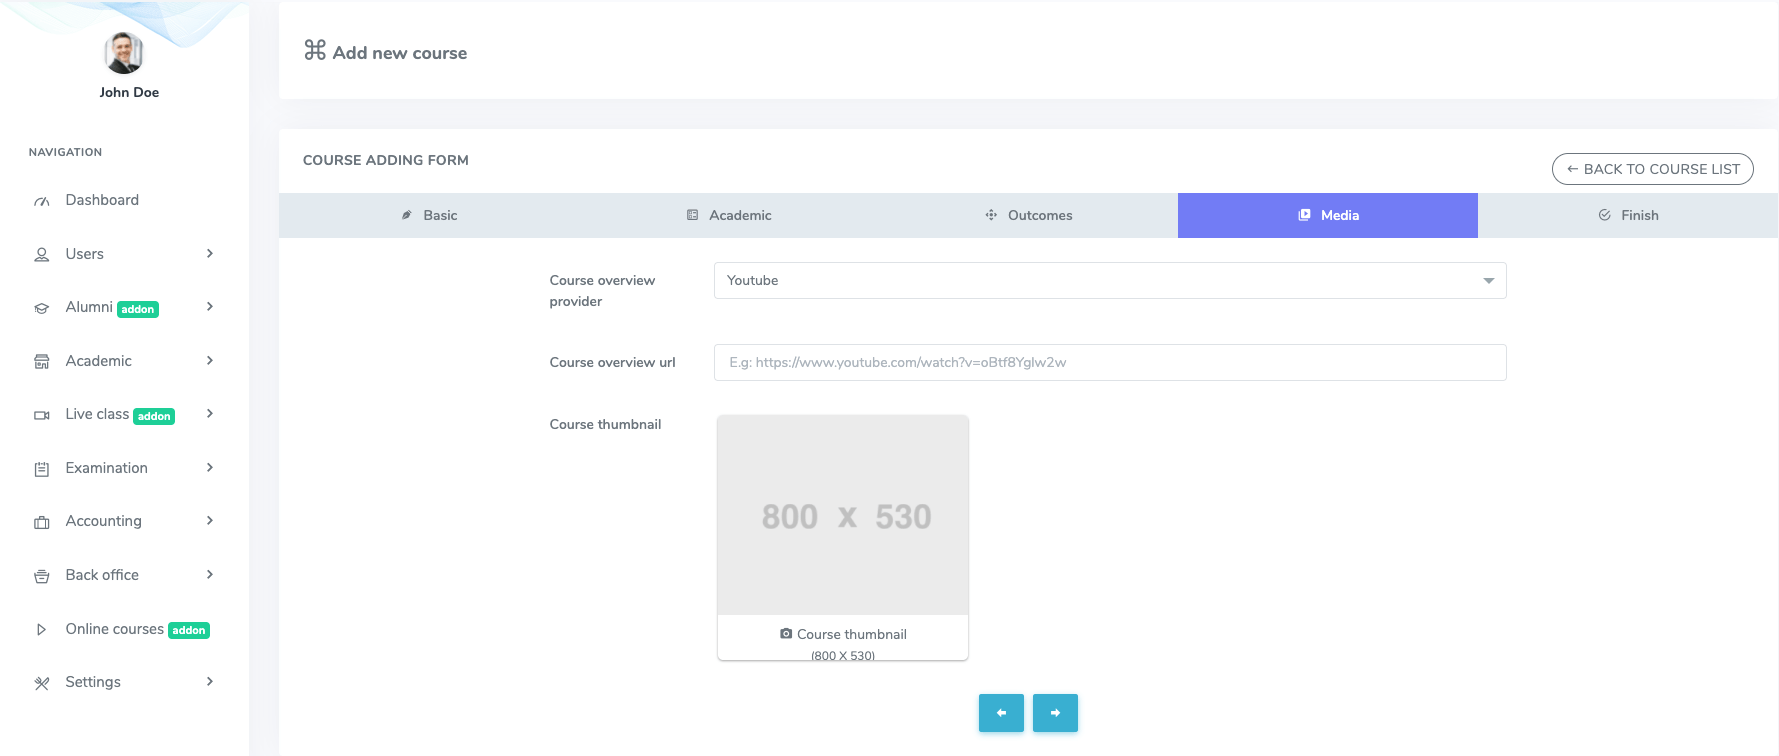 John Doe
NAVIGATION
Dashboard
Users
Alumni addon
Academic
Live class addon
Examination
Accounting
Back office
Online courses addon
Settings
Add new course
COURSE ADDING FORM
← BACK TO COURSE LIST
Basic
Academic
Outcomes
Media
Finish
Course overview
provider
Youtube
Course overview url
E.g: https://www.youtube.com/watch?v=oBtf8Yglw2w
Course thumbnail
800 x 530
Course thumbnail
(800 X 530)